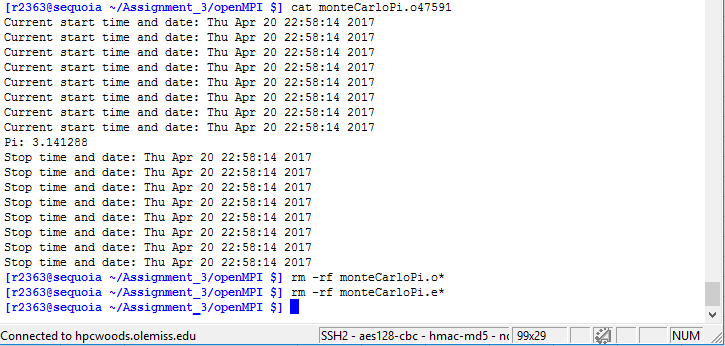 [r2363@sequoia ~/Assignment_3/openMPI $] cat monteCarloPi.o47591
Current start time and date: Thu Apr 20 22:58:14 2017
Current start time and date: Thu Apr 20 22:58:14 2017
Current start time and date: Thu Apr 20 22:58:14 2017
Current start time and date: Thu Apr 20 22:58:14 2017
Current start time and date: Thu Apr 20 22:58:14 2017
Current start time and date: Thu Apr 20 22:58:14 2017
Current start time and date: Thu Apr 20 22:58:14 2017
Current start time and date: Thu Apr 20 22:58:14 2017
Pi: 3.141288
Stop time and date: Thu Apr 20 22:58:14 2017
Stop time and date: Thu Apr 20 22:58:14 2017
Stop time and date: Thu Apr 20 22:58:14 2017
Stop time and date: Thu Apr 20 22:58:14 2017
Stop time and date: Thu Apr 20 22:58:14 2017
Stop time and date: Thu Apr 20 22:58:14 2017
Stop time and date: Thu Apr 20 22:58:14 2017
Stop time and date: Thu Apr 20 22:58:14 2017
[r2363@sequoia ~/Assignment_3/openMPI $] rm -rf monteCarloPi.o*
[r2363@sequoia ~/Assignment_3/openMPI $] rm -rf monteCarloPi.e*
[r2363@sequoia ~/Assignment_3/openMPI $]
Connected to hpcwoods.olemiss.edu SSH2 - aes128-cbc - hmac-md5 - nc 99x29 NUM